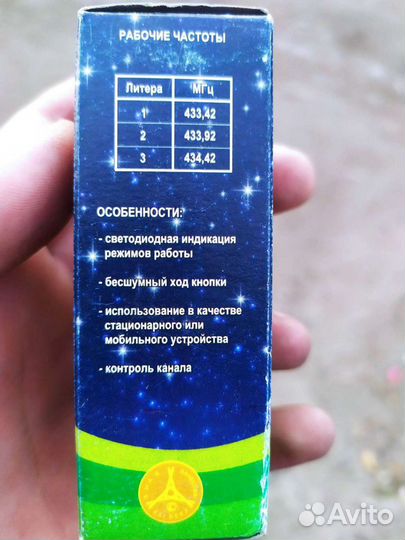 РАБОЧИЕ ЧАСТОТЫ
Литера МГц
1 433,42
2 433,92
3 434,42
ОСОБЕННОСТИ:
- светодиодная индикация
режимов работы
- бесшумный ход кнопки
- использование в качестве
стационарного или
мобильного устройства
- контроль канала
Avito